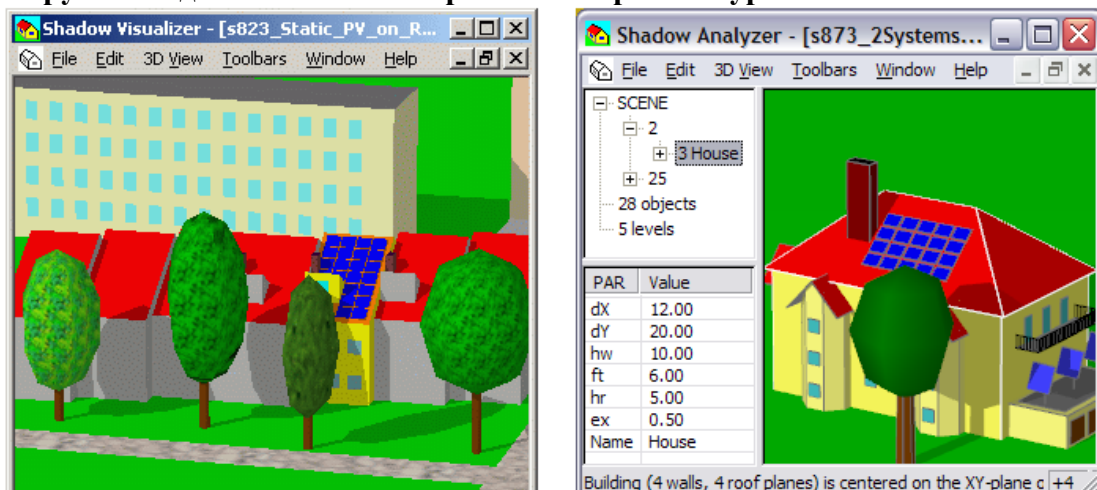 Shadow Visualizer - [s823_Static_PV_on_R...
File Edit 3D View Toolbars Window Help
Shadow Analyzer - [s873_2Systems...
File Edit 3D View Toolbars Window Help
SCENE
2
3 House
25
28 objects
5 levels
PAR Value
dX 12.00
dY 20.00
hw 10.00
ft 6.00
hr 5.00
ex 0.50
Name House
Building (4 walls, 4 roof planes) is centered on the XY-plane c +4